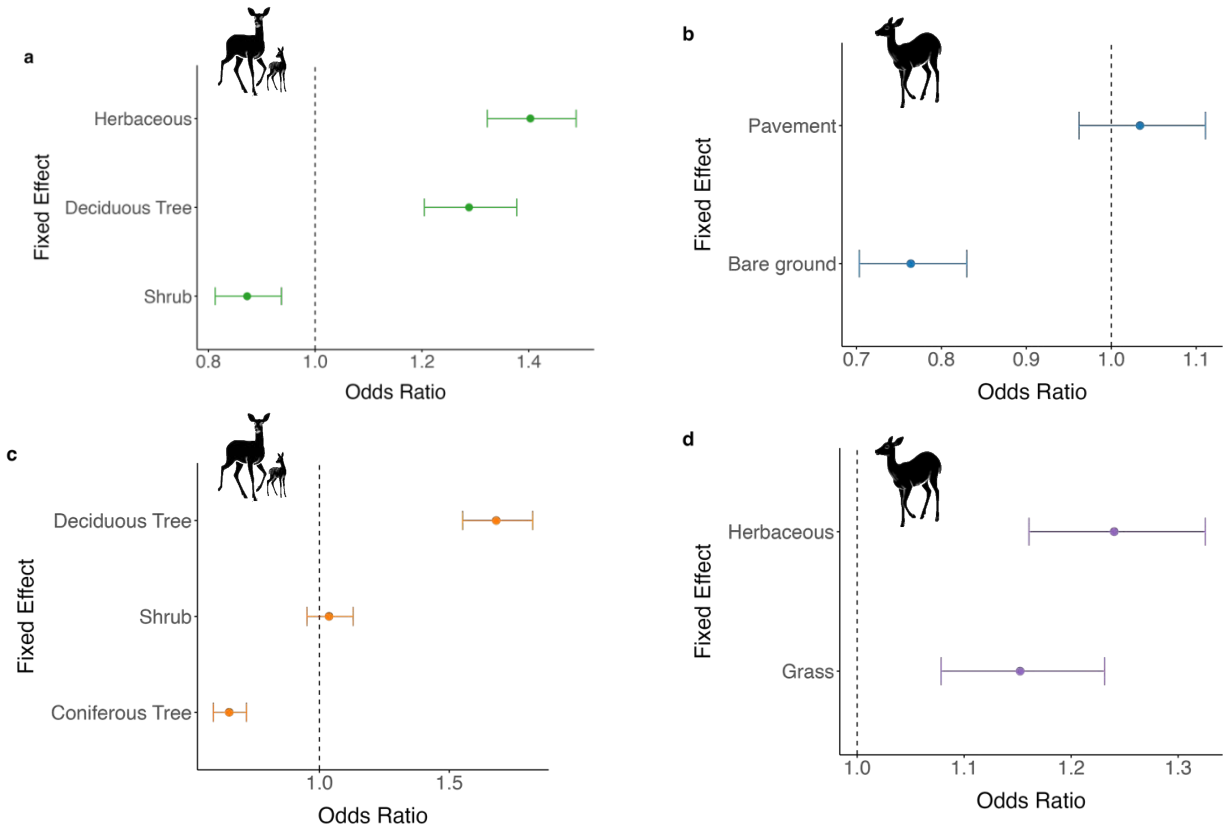 a
Fixed Effect
Herbaceous
Deciduous Tree
Shrub
0.8 1.0 1.2 1.4
Odds Ratio
b
Fixed Effect
Pavement
Bare ground
0.7 0.8 0.9 1.0 1.1
Odds Ratio
c
Fixed Effect
Deciduous Tree
Shrub
Coniferous Tree
1.0 1.5
Odds Ratio
d
Fixed Effect
Herbaceous
Grass
1.0 1.1 1.2 1.3
Odds Ratio